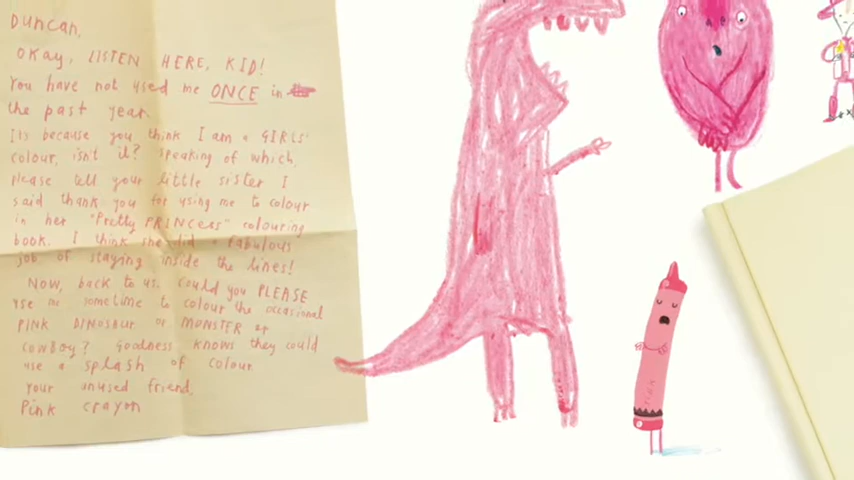 Duncan,
OKay, LISTEN HERE, KID!
You have not used me ONCE in
the past year.
Its because you think I am a GIRLS'
colour, isn't it? Speaking of which,
please tell your little sister I
said thank you for using me to colour
in her "Pretty PRINCess" colouring
book. I think she did a fabulous
job of staying inside the lines!
Now, back to us. Could you PLEASE
use me sometime to colour the occasional
PINK DINOSAUR or MONSTER or
COWBOY? Goodness knows they could
use a splash of colour.
Your unused friend,
Pink crayon
PINK